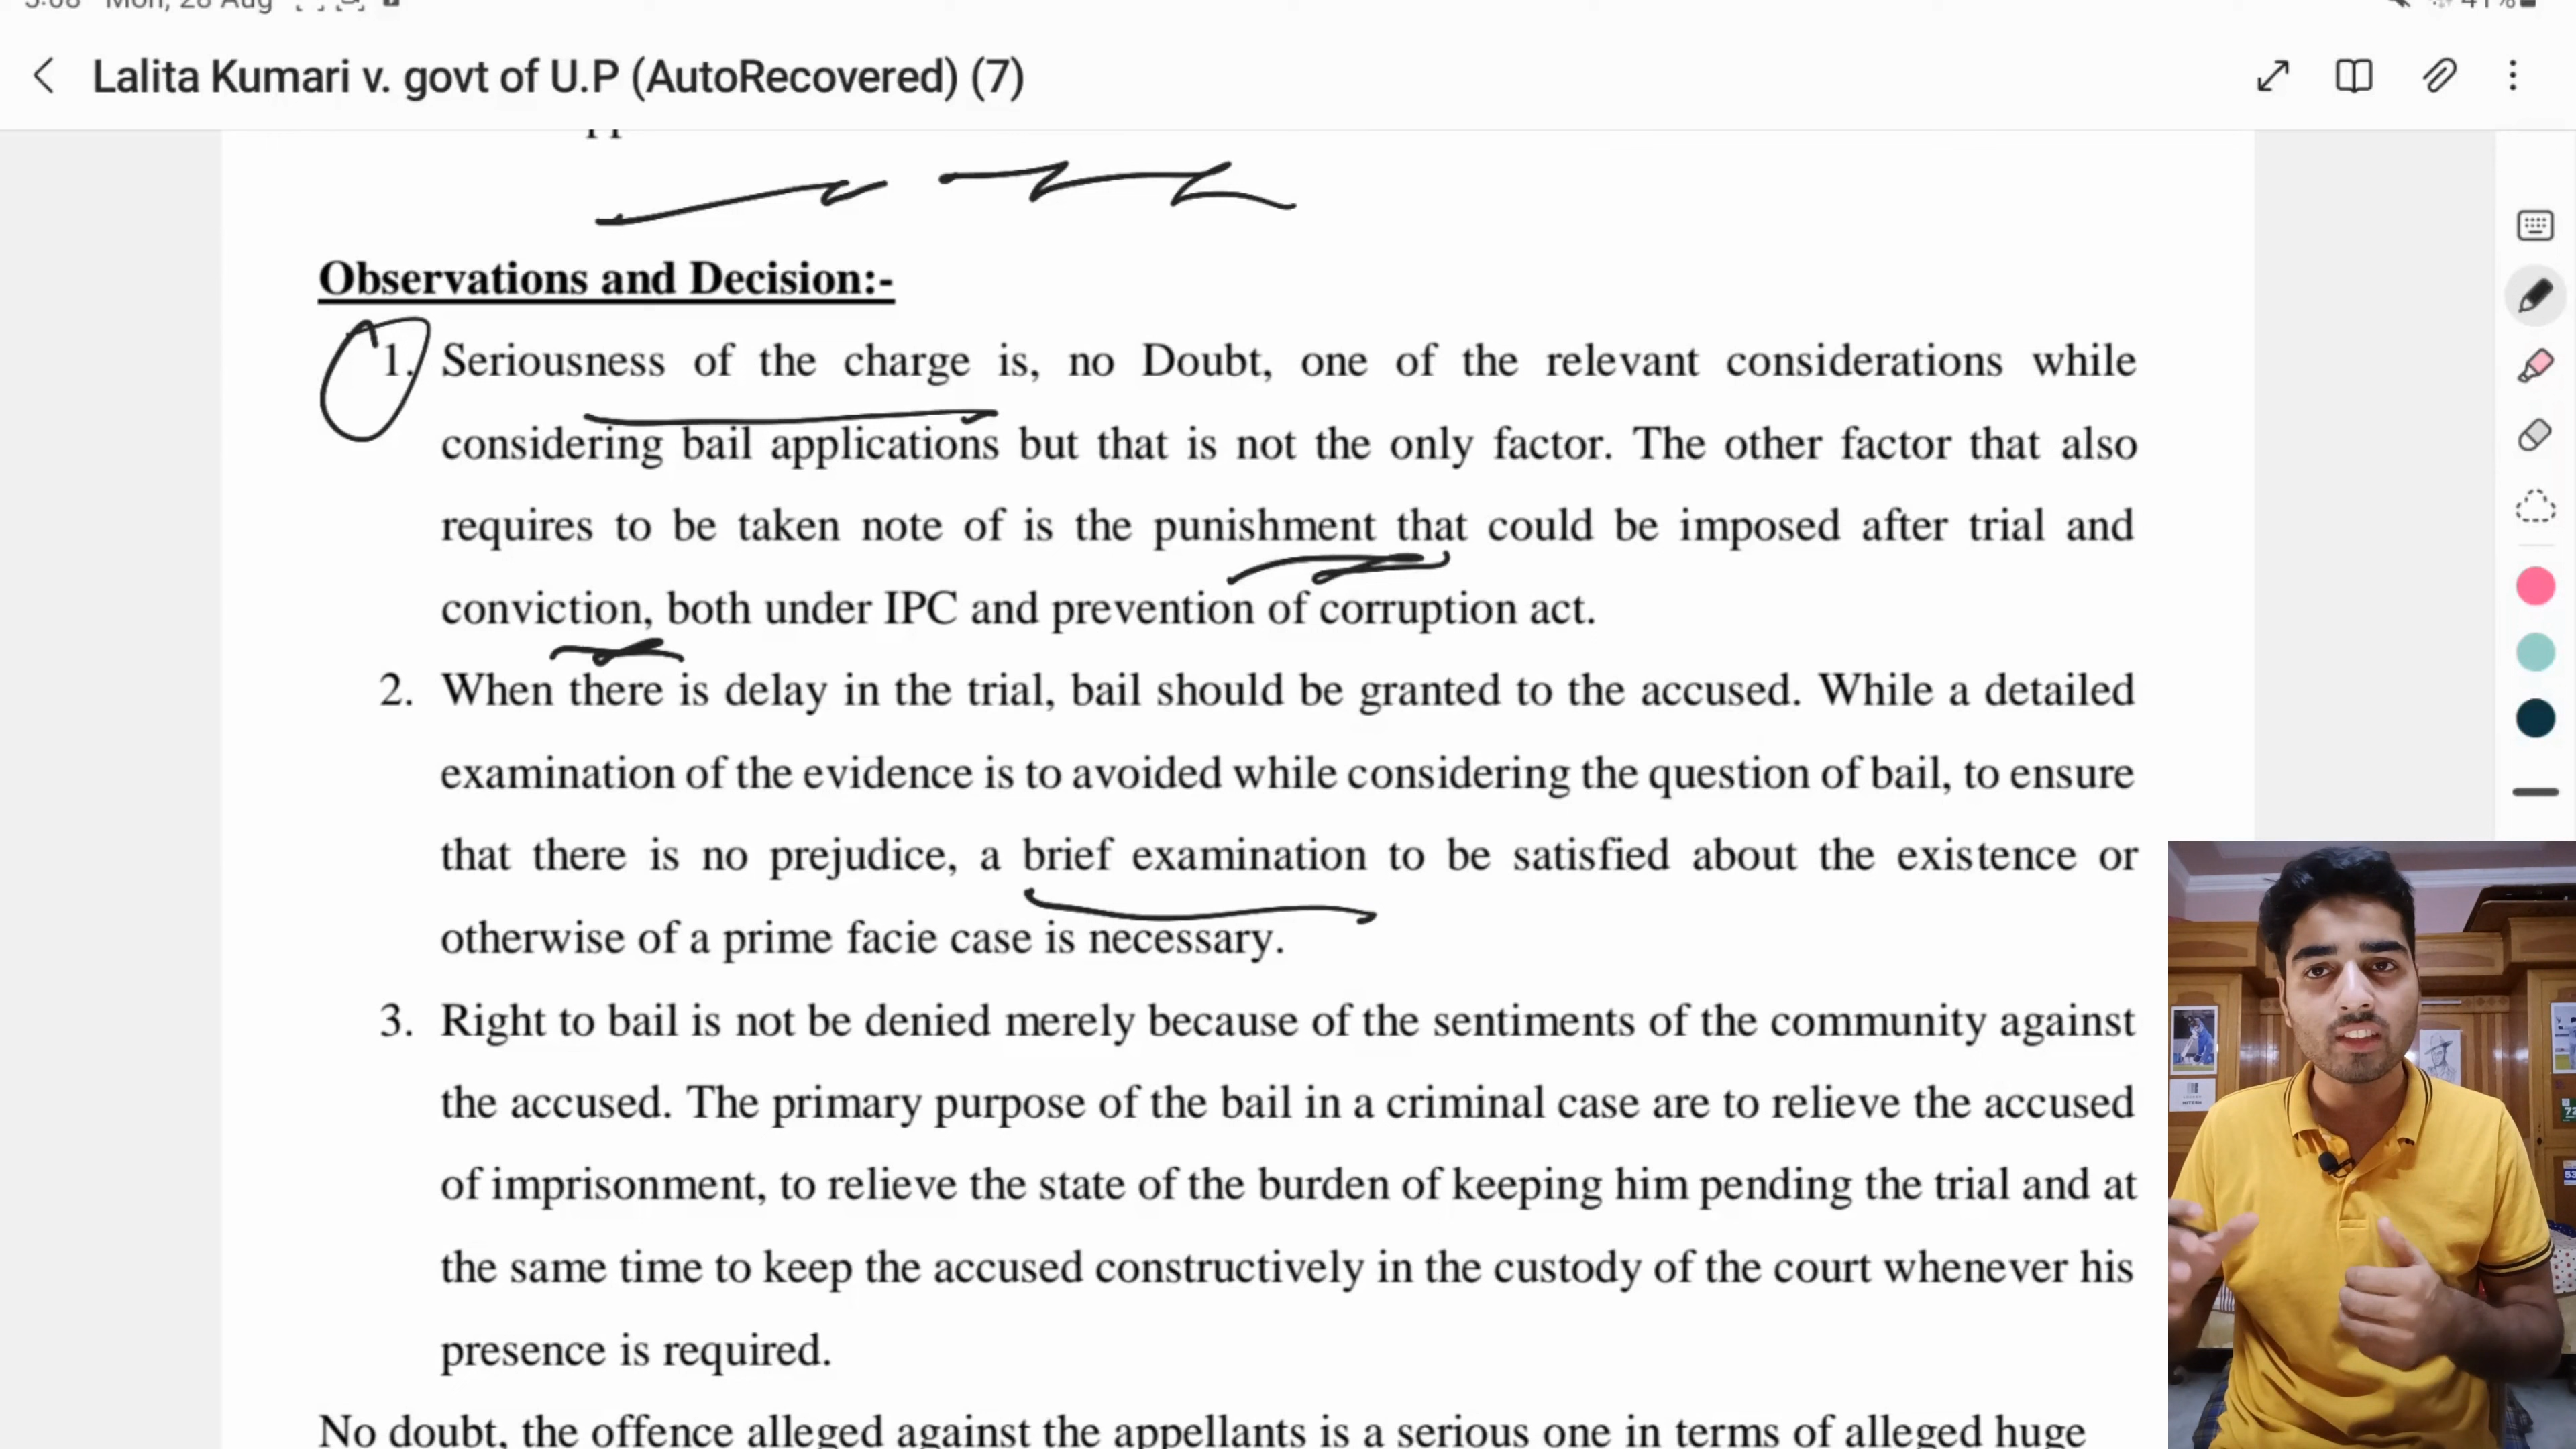 Mon, 28 Aug
41%
Lalita Kumari v. govt of U.P (AutoRecovered) (7)
Observations and Decision:-
1. Seriousness of the charge is, no Doubt, one of the relevant considerations while
considering bail applications but that is not the only factor. The other factor that also
requires to be taken note of is the punishment that could be imposed after trial and
conviction, both under IPC and prevention of corruption act.
2. When there is delay in the trial, bail should be granted to the accused. While a detailed
examination of the evidence is to avoided while considering the question of bail, to ensure
that there is no prejudice, a brief examination to be satisfied about the existence or
otherwise of a prime facie case is necessary.
3. Right to bail is not be denied merely because of the sentiments of the community against
the accused. The primary purpose of the bail in a criminal case are to relieve the accused
of imprisonment, to relieve the state of the burden of keeping him pending the trial and at
the same time to keep the accused constructively in the custody of the court whenever his
presence is required.
No doubt, the offence alleged against the appellants is a serious one in terms of alleged huge